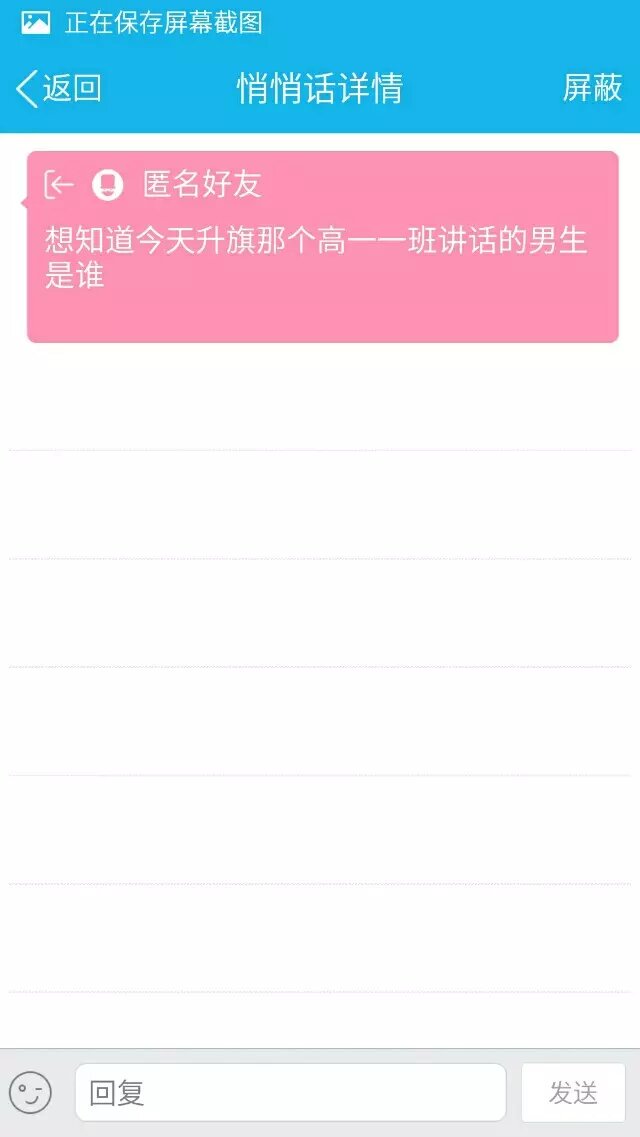 正在保存屏幕截图
返回
悄悄话详情
屏蔽
匿名好友
想知道今天升旗那个高一一班讲话的男生
是谁
回复
发送